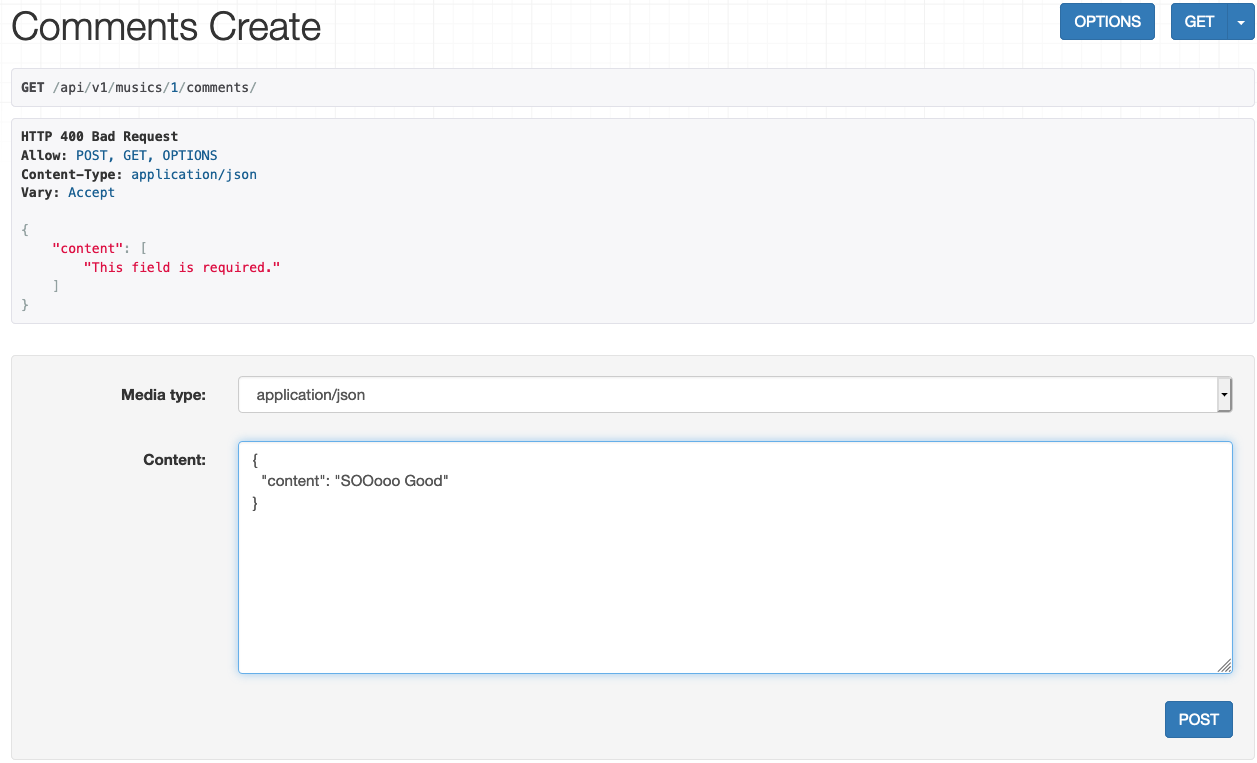 Comments Create
OPTIONS
GET
GET /api/v1/musics/1/comments/
HTTP 400 Bad Request
Allow: POST, GET, OPTIONS
Content-Type: application/json
Vary: Accept
{
    "content": [
        "This field is required."
    ]
}
Media type:
application/json
Content:
{
  "content": "SOOooo Good"
}
POST